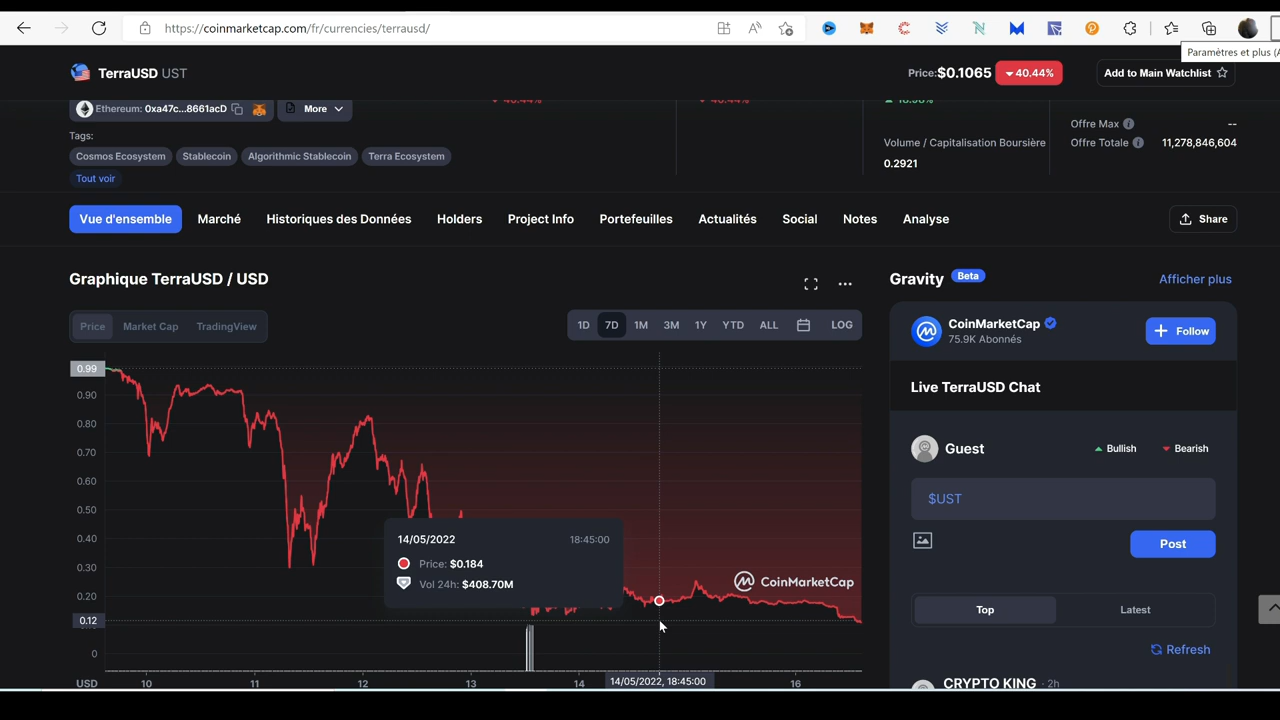 https://coinmarketcap.com/fr/currencies/terrausd/
Paramètres et plus (A
TerraUSD UST
Price:$0.1065 40.44%
Add to Main Watchlist
Ethereum: 0xa47c...8661acD
More
Tags:
Cosmos Ecosystem Stablecoin Algorithmic Stablecoin Terra Ecosystem
Tout voir
Volume / Capitalisation Boursière
0.2921
Offre Max --
Offre Totale 11,278,846,604
Vue d'ensemble Marché Historiques des Données Holders Project Info Portefeuilles Actualités Social Notes Analyse
Share
Graphique TerraUSD / USD
Price Market Cap TradingView
1D 7D 1M 3M 1Y YTD ALL LOG
0.99
0.90
0.80
0.70
0.60
0.50
0.40
0.30
0.20
0.12
0
14/05/2022 18:45:00
Price: $0.184
Vol 24h: $408.70M
CoinMarketCap
USD 10 11 12 13 14 14/05/2022, 18:45:00 16
Gravity Beta
Afficher plus
CoinMarketCap
75.9K Abonnés
Follow
Live TerraUSD Chat
Guest
Bullish Bearish
$UST
Post
Top Latest
Refresh
CRYPTO KING · 2h